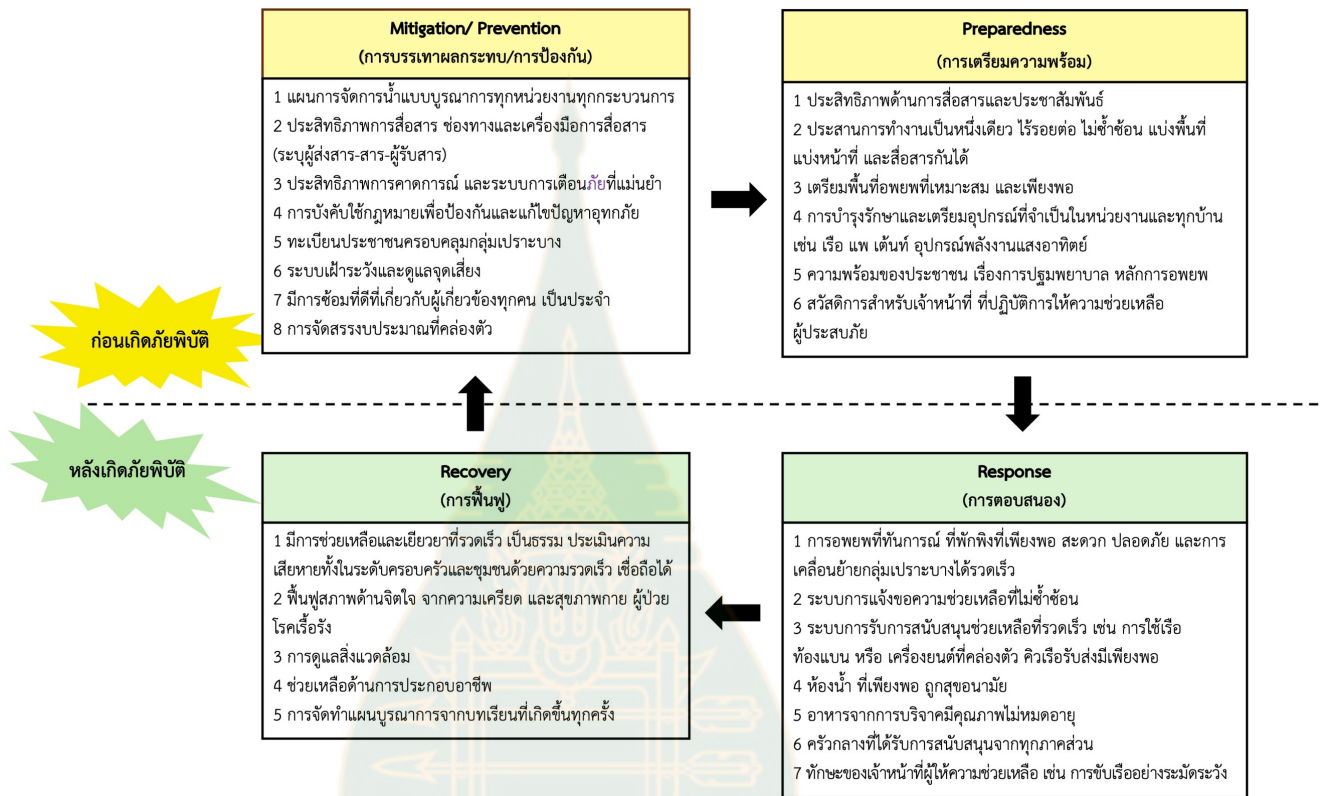 Mitigation/ Prevention
(การบรรเทาผลกระทบ/การป้องกัน)
1 แผนการจัดการน้ำแบบบูรณาการทุกหน่วยงานทุกกระบวนการ
2 ประสิทธิภาพการสื่อสาร ช่องทางและเครื่องมือการสื่อสาร
(ระบุผู้ส่งสาร-สาร-ผู้รับสาร)
3 ประสิทธิภาพการคาดการณ์ และระบบการเตือนภัยที่แม่นยำ
4 การบังคับใช้กฎหมายเพื่อป้องกันและแก้ไขปัญหาอุทกภัย
5 ทะเบียนประชาชนครอบคลุมกลุ่มเปราะบาง
6 ระบบเฝ้าระวังและดูแลจุดเสี่ยง
7 มีการซ้อมที่ดีที่เกี่ยวกับผู้เกี่ยวข้องทุกคน เป็นประจำ
8 การจัดสรรงบประมาณที่คล่องตัว
Preparedness
(การเตรียมความพร้อม)
1 ประสิทธิภาพด้านการสื่อสารและประชาสัมพันธ์
2 ประสานการทำงานเป็นหนึ่งเดียว ไร้รอยต่อ ไม่ซ้ำซ้อน แบ่งพื้นที่
แบ่งหน้าที่ และสื่อสารกันได้
3 เตรียมพื้นที่อพยพที่เหมาะสม และเพียงพอ
4 การบำรุงรักษาและเตรียมอุปกรณ์ที่จำเป็นในหน่วยงานและทุกบ้าน
เช่น เรือ แพ เต้นท์ อุปกรณ์พลังงานแสงอาทิตย์
5 ความพร้อมของประชาชน เรื่องการปฐมพยาบาล หลักการอพยพ
6 สวัสดิการสำหรับเจ้าหน้าที่ ที่ปฏิบัติการให้ความช่วยเหลือ
ผู้ประสบภัย
ก่อนเกิดภัยพิบัติ
หลังเกิดภัยพิบัติ
Recovery
(การฟื้นฟู)
1 มีการช่วยเหลือและเยียวยาที่รวดเร็ว เป็นธรรม ประเมินความ
เสียหายทั้งในระดับครอบครัวและชุมชนด้วยความรวดเร็ว เชื่อถือได้
2 ฟื้นฟูสภาพด้านจิตใจ จากความเครียด และสุขภาพกาย ผู้ป่วย
โรคเรื้อรัง
3 การดูแลสิ่งแวดล้อม
4 ช่วยเหลือด้านการประกอบอาชีพ
5 การจัดทำแผนบูรณาการจากบทเรียนที่เกิดขึ้นทุกครั้ง
Response
(การตอบสนอง)
1 การอพยพที่ทันการณ์ ที่พักพิงที่เพียงพอ สะดวก ปลอดภัย และการ
เคลื่อนย้ายกลุ่มเปราะบางได้รวดเร็ว
2 ระบบการแจ้งขอความช่วยเหลือที่ไม่ซ้ำซ้อน
3 ระบบการรับการสนับสนุนช่วยเหลือที่รวดเร็ว เช่น การใช้เรือ
ท้องแบน หรือ เครื่องยนต์ที่คล่องตัว คิวเรือรับส่งมีเพียงพอ
4 ห้องน้ำ ที่เพียงพอ ถูกสุขอนามัย
5 อาหารจากการบริจาคมีคุณภาพไม่หมดอายุ
6 ครัวกลางที่ได้รับการสนับสนุนจากทุกภาคส่วน
7 ทักษะของเจ้าหน้าที่ผู้ให้ความช่วยเหลือ เช่น การขับเรืออย่างระมัดระวัง